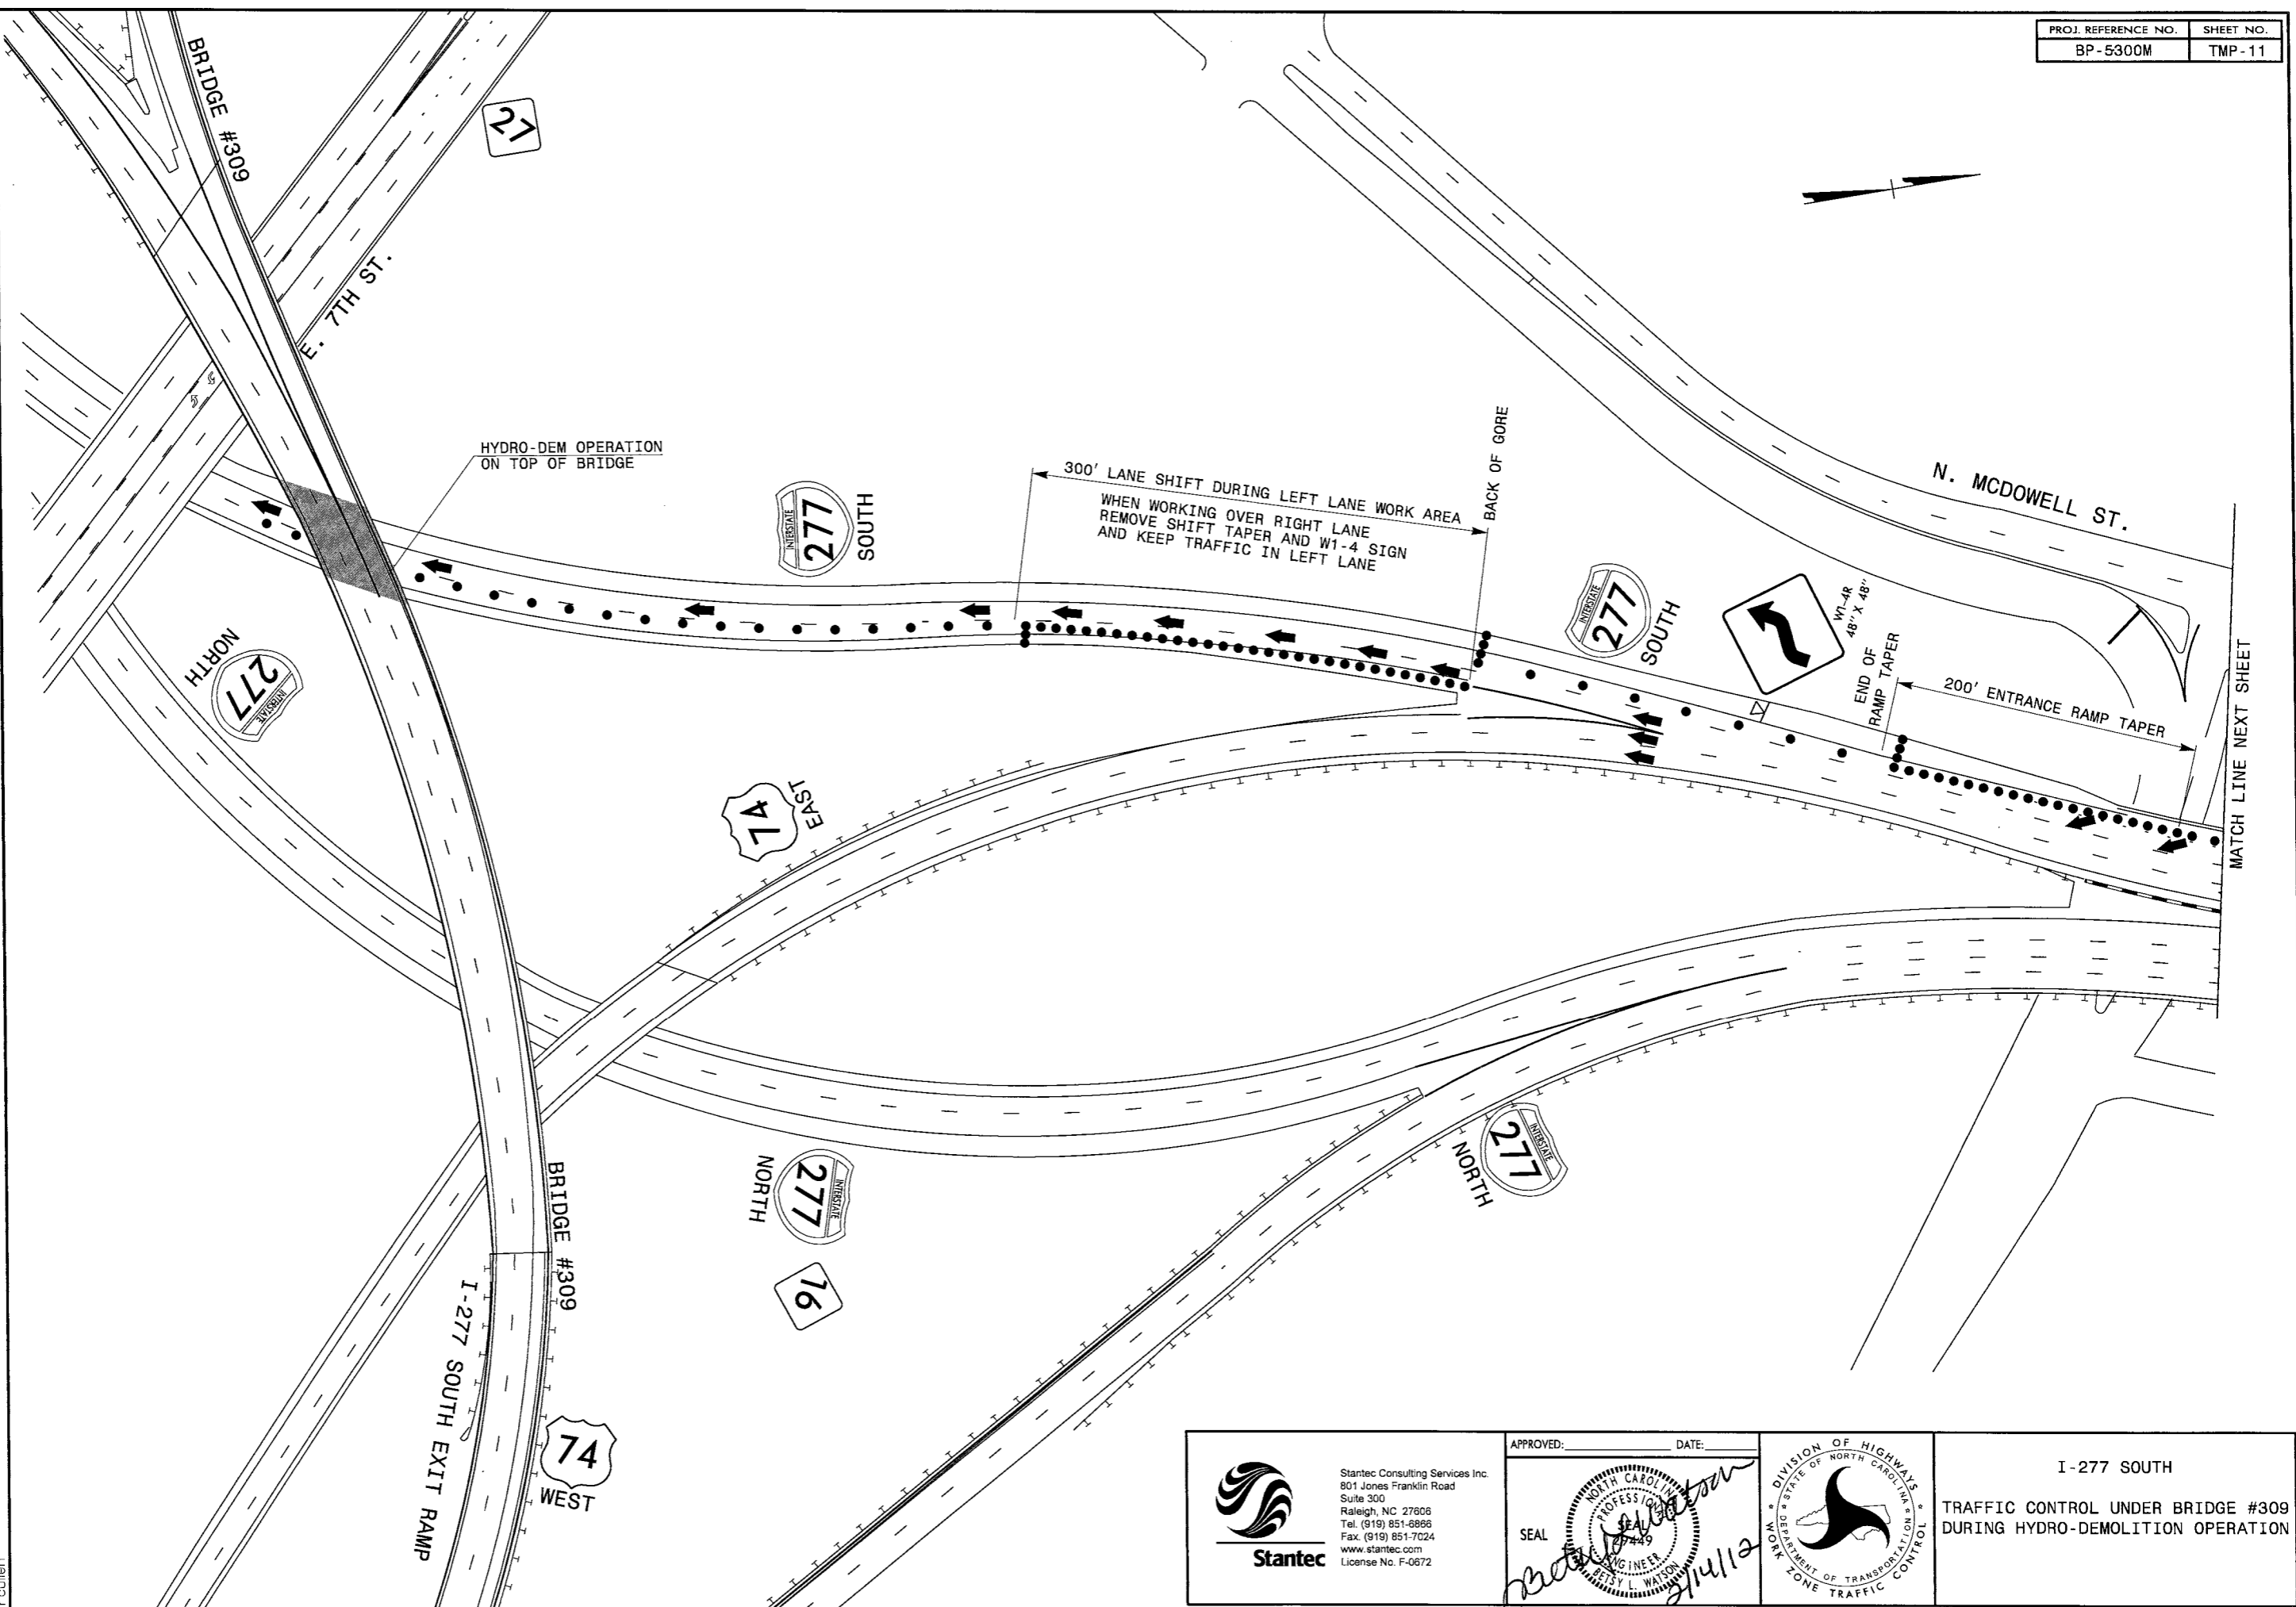 PROJ. REFERENCE NO.
SHEET NO.
BP-5300M
TMP-11
BRIDGE #309
27
E. 7TH ST.
HYDRO-DEM OPERATION
ON TOP OF BRIDGE
INTERSTATE
277
SOUTH
300' LANE SHIFT DURING LEFT LANE WORK AREA
WHEN WORKING OVER RIGHT LANE
REMOVE SHIFT TAPER AND W1-4 SIGN
AND KEEP TRAFFIC IN LEFT LANE
BACK OF GORE
N. MCDOWELL ST.
INTERSTATE
277
SOUTH
W1-4R
48" X 48"
END OF
RAMP TAPER
200' ENTRANCE RAMP TAPER
MATCH LINE NEXT SHEET
NORTH
277
INTERSTATE
74
EAST
NORTH
277
INTERSTATE
16
NORTH
277
INTERSTATE
BRIDGE #309
I-277 SOUTH EXIT RAMP
74
WEST
Stantec
Stantec Consulting Services Inc.
801 Jones Franklin Road
Suite 300
Raleigh, NC 27606
Tel. (919) 851-6866
Fax. (919) 851-7024
www.stantec.com
License No. F-0672
APPROVED:
DATE:
SEAL
NORTH CAROLINA
PROFESSIONAL
SEAL
ENGINEER
BETSY L. WATSON
Betsy L. Watson
2/14/12
DIVISION OF HIGHWAYS
STATE OF NORTH CAROLINA
DEPARTMENT OF TRANSPORTATION
WORK ZONE TRAFFIC CONTROL
I-277 SOUTH
TRAFFIC CONTROL UNDER BRIDGE #309
DURING HYDRO-DEMOLITION OPERATION